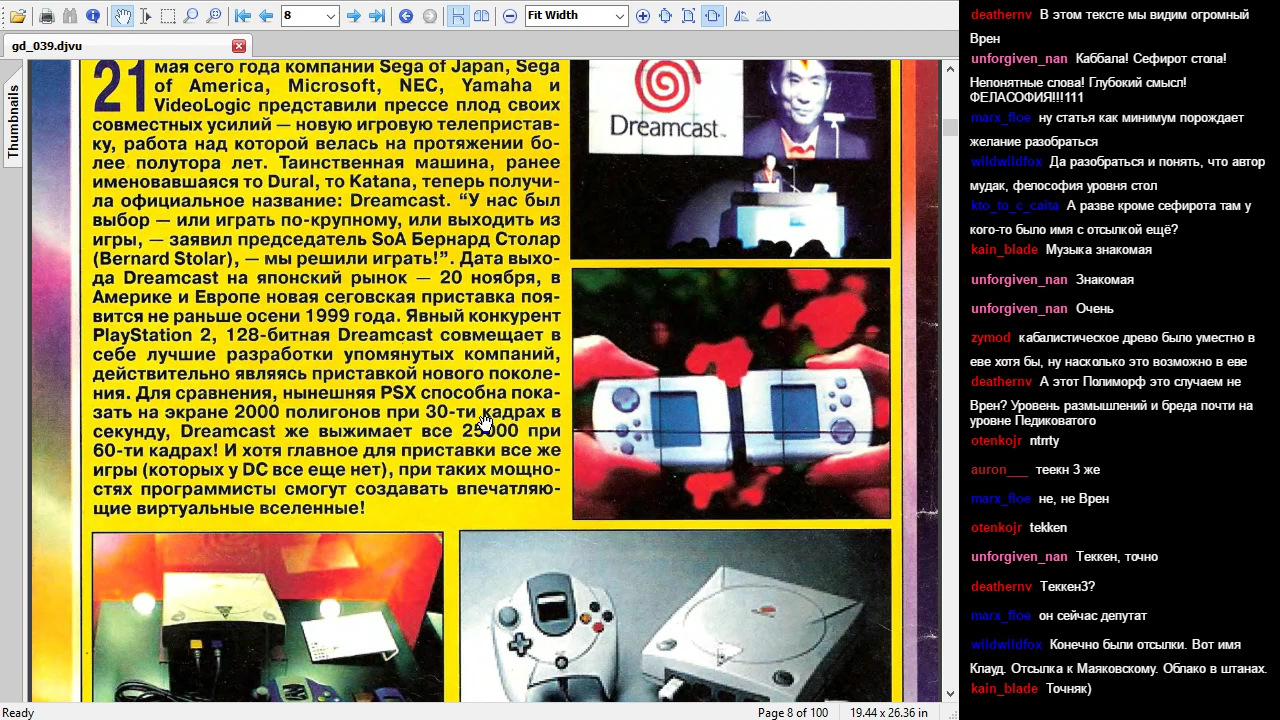 8
Fit Width
gd_039.djvu
Thumbnails
21 мая сего года компании Sega of Japan, Sega
of America, Microsoft, NEC, Yamaha и
VideoLogic представили прессе плод своих
совместных усилий — новую игровую телепристав-
ку, работа над которой велась на протяжении бо-
лее полутора лет. Таинственная машина, ранее
именовавшаяся то Dural, то Katana, теперь получи-
ла официальное название: Dreamcast. “У нас был
выбор — или играть по-крупному, или выходить из
игры, — заявил председатель SoA Бернард Столар
(Bernard Stolar), — мы решили играть!”. Дата выхо-
да Dreamcast на японский рынок — 20 ноября, в
Америке и Европе новая сеговская приставка поя-
вится не раньше осени 1999 года. Явный конкурент
PlayStation 2, 128-битная Dreamcast совмещает в
себе лучшие разработки упомянутых компаний,
действительно являясь приставкой нового поколе-
ния. Для сравнения, нынешняя PSX способна пока-
зать на экране 2000 полигонов при 30-ти кадрах в
секунду, Dreamcast же выжимает все 25000 при
60-ти кадрах! И хотя главное для приставки все же
игры (которых у DC все еще нет), при таких мощно-
стях программисты смогут создавать впечатляю-
щие виртуальные вселенные!
Dreamcast
Ready
Page 8 of 100
19.44 x 26.36 in
deathernv В этом тексте мы видим огромный
Врен
unforgiven_nan Каббала! Сефирот стола!
Непонятные слова! Глубокий смысл!
ФЕЛАСОФИЯ!!!111
marx_floe ну статья как минимум порождает
желание разобраться
wildwildfox Да разобраться и понять, что автор
мудак, фелософия уровня стол
kto_to_c_caita А разве кроме сефирота там у
кого-то было имя с отсылкой ещё?
kain_blade Музыка знакомая
unforgiven_nan Знакомая
unforgiven_nan Очень
zymod кабалистическое древо было уместно в
еве хотя бы, ну насколько это возможно в еве
deathernv А этот Полиморф это случаем не
Врен? Уровень размышлений и бреда почти на
уровне Педиковатого
otenkojr ntrrty
auron___ теекн 3 же
marx_floe не, не Врен
otenkojr tekken
unforgiven_nan Теккен, точно
deathernv Теккен3?
marx_floe он сейчас депутат
wildwildfox Конечно были отсылки. Вот имя
Клауд. Отсылка к Маяковскому. Облако в штанах.
kain_blade Точняк)